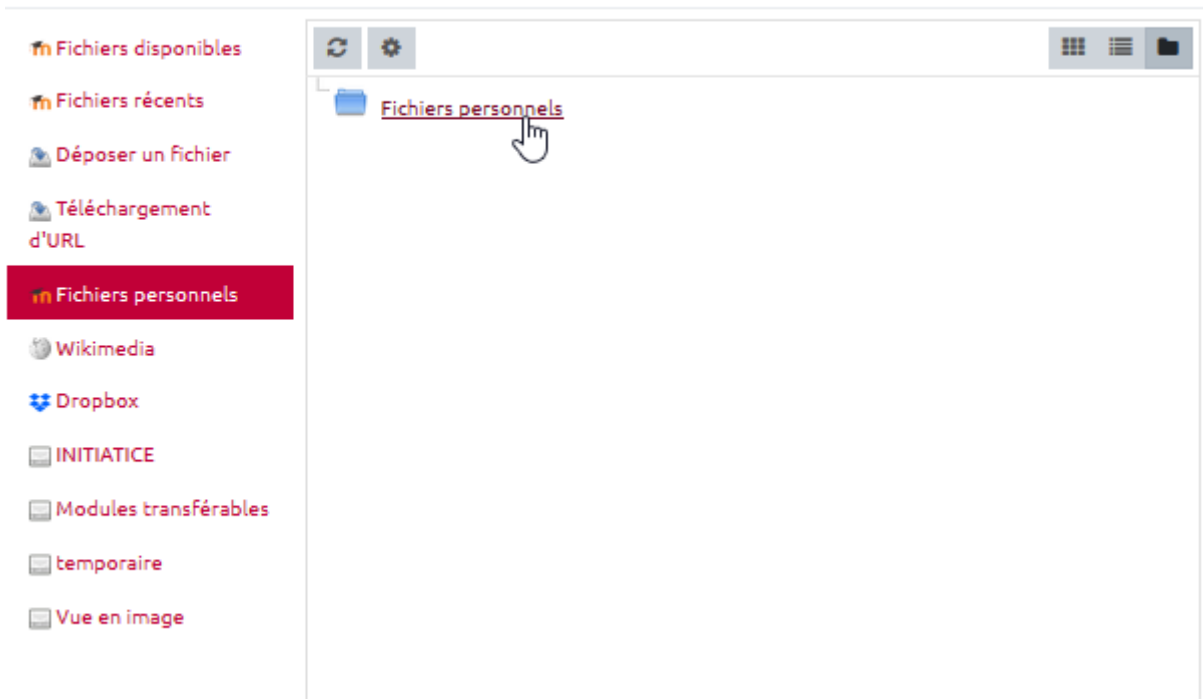 Fichiers disponibles
Fichiers récents
Déposer un fichier
Téléchargement
d'URL
Fichiers personnels
Wikimedia
Dropbox
INITIATICE
Modules transférables
temporaire
Vue en image
Fichiers personnels